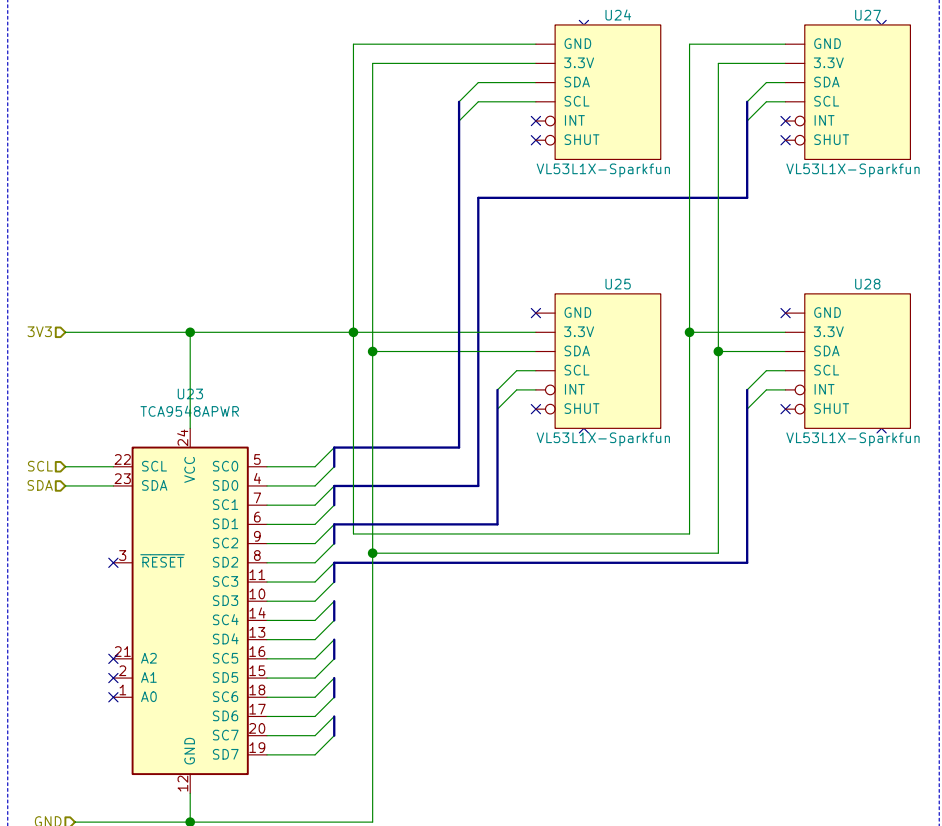 U24
GND
3.3V
SDA
SCL
INT
SHUT
VL53L1X-Sparkfun
U27
GND
3.3V
SDA
SCL
INT
SHUT
VL53L1X-Sparkfun
U25
GND
3.3V
SDA
SCL
INT
SHUT
VL53L1X-Sparkfun
U28
GND
3.3V
SDA
SCL
INT
SHUT
VL53L1X-Sparkfun
3V3
U23
TCA9548APWR
24
VCC
SCL 22 SCL
SDA 23 SDA
3 RESET
21 A2
2 A1
1 A0
SC0 5
SD0 4
SC1 7
SD1 6
SC2 9
SD2 8
SC3 11
SD3 10
SC4 14
SD4 13
SC5 16
SD5 15
SC6 18
SD6 17
SC7 20
SD7 19
GND
12
GND